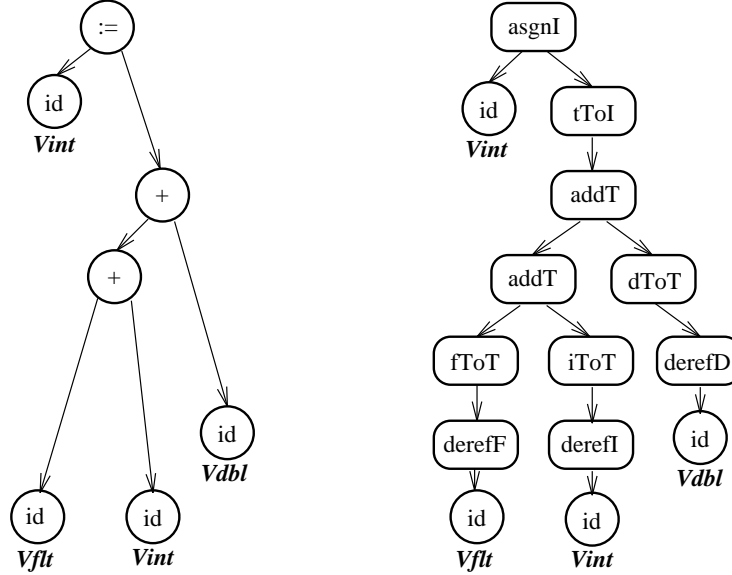 :=
id
Vint
+
+
id
Vdbl
id
Vflt
id
Vint
asgnI
id
Vint
tToI
addT
addT
dToT
fToT
iToT
derefD
derefF
derefI
id
Vdbl
id
Vflt
id
Vint